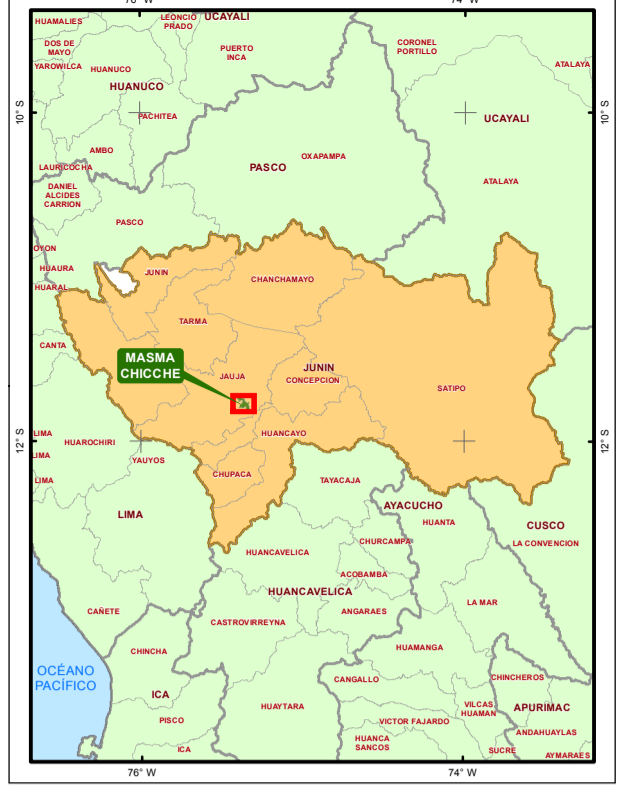 76° W
74° W
HUAMALIES
LEONCIO
PRADO
UCAYALI
DOS DE
MAYO
PUERTO
INCA
CORONEL
PORTILLO
YAROWILCA
HUANUCO
ATALAYA
HUANUCO
10° S
10° S
PACHITEA
UCAYALI
AMBO
LAURICOCHA
PASCO
OXAPAMPA
DANIEL
ALCIDES
CARRION
ATALAYA
PASCO
OYON
HUAURA
JUNIN
CHANCHAMAYO
HUARAL
TARMA
CANTA
MASMA
CHICCHE
JAUJA
JUNIN
CONCEPCION
SATIPO
LIMA
HUAROCHIRI
HUANCAYO
12° S
12° S
LIMA
YAUYOS
LIMA
CHUPACA
TAYACAJA
LIMA
AYACUCHO
HUANTA
CUSCO
LA CONVENCION
CHURCAMPA
HUANCAVELICA
ACOBAMBA
HUANCAVELICA
LA MAR
CAÑETE
ANGARAES
CASTROVIRREYNA
HUAMANGA
CHINCHA
OCÉANO
PACÍFICO
CANGALLO
CHINCHEROS
ICA
HUAYTARA
VILCAS
HUAMAN
APURIMAC
PISCO
VICTOR FAJARDO
ANDAHUAYLAS
HUANCA
SANCOS
ICA
SUCRE
AYMARAES
76° W
74° W